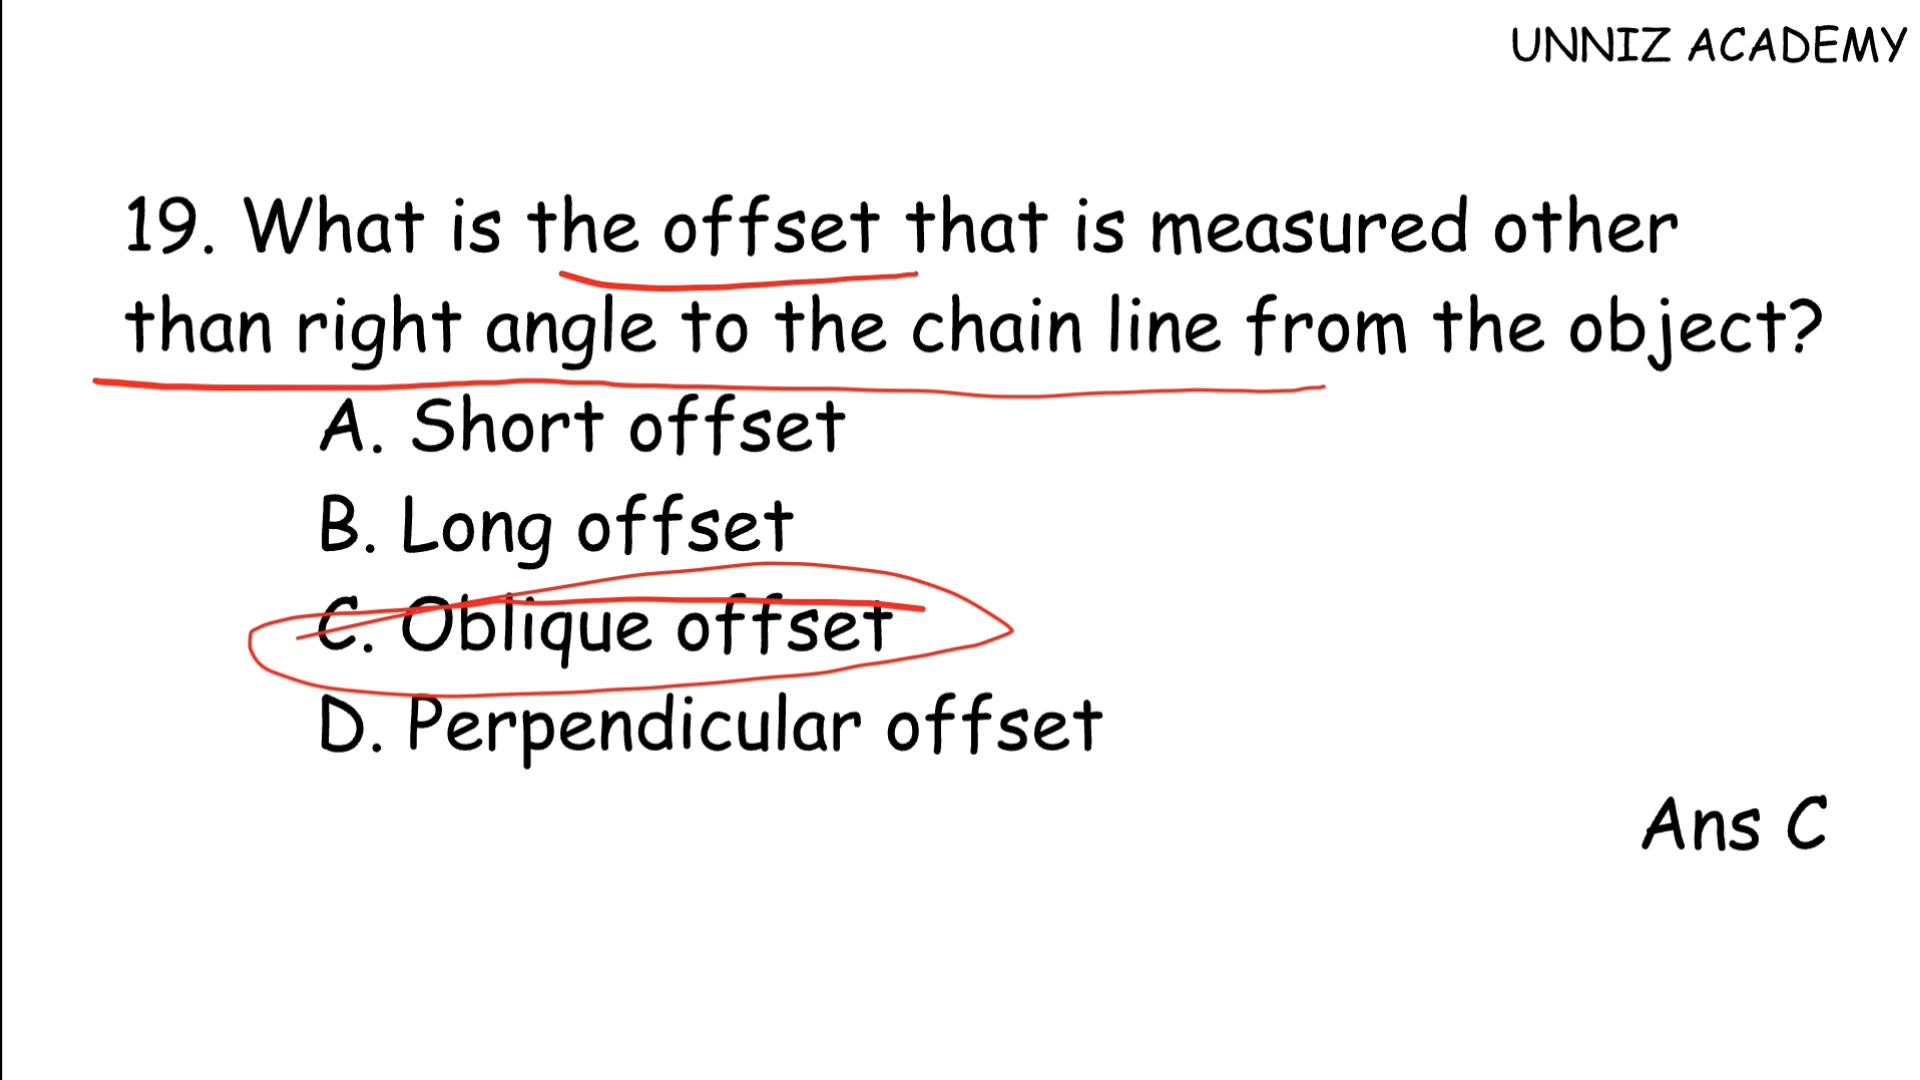 UNNIZ ACADEMY
19. What is the offset that is measured other
than right angle to the chain line from the object?
A. Short offset
B. Long offset
C. Oblique offset
D. Perpendicular offset
Ans C